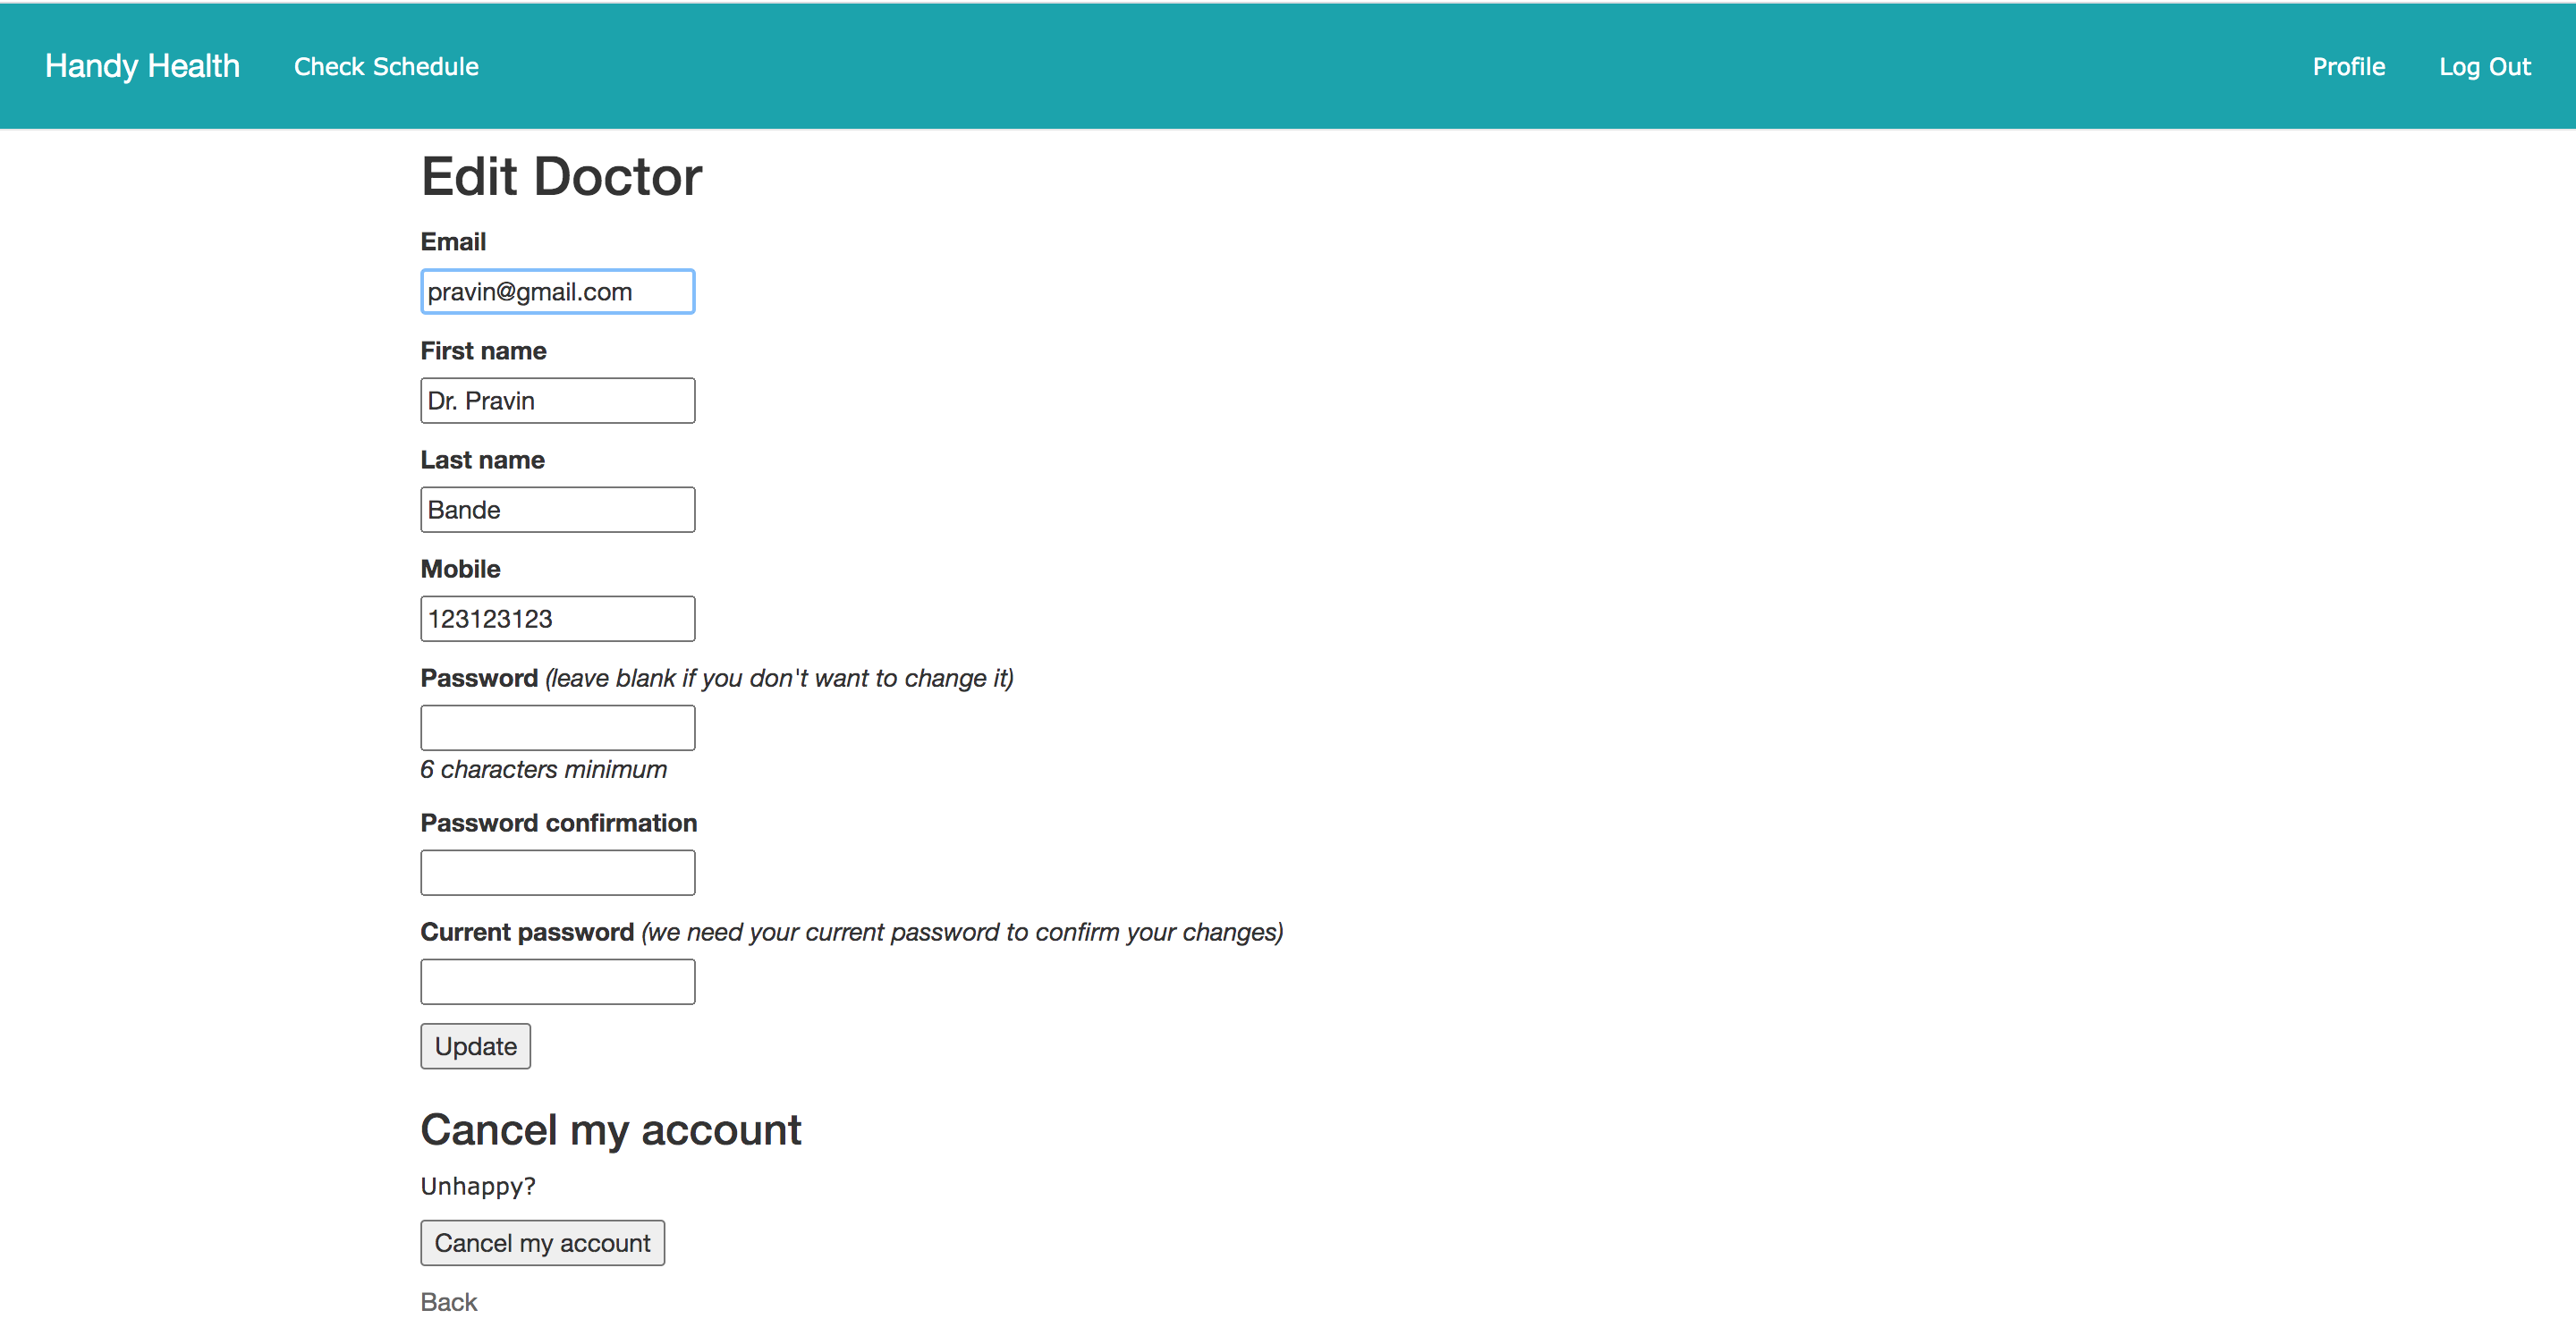 Handy Health Check Schedule Profile Log Out
Edit Doctor
Email
pravin@gmail.com
First name
Dr. Pravin
Last name
Bande
Mobile
123123123
Password (leave blank if you don't want to change it)
6 characters minimum
Password confirmation
Current password (we need your current password to confirm your changes)
Update
Cancel my account
Unhappy?
Cancel my account
Back